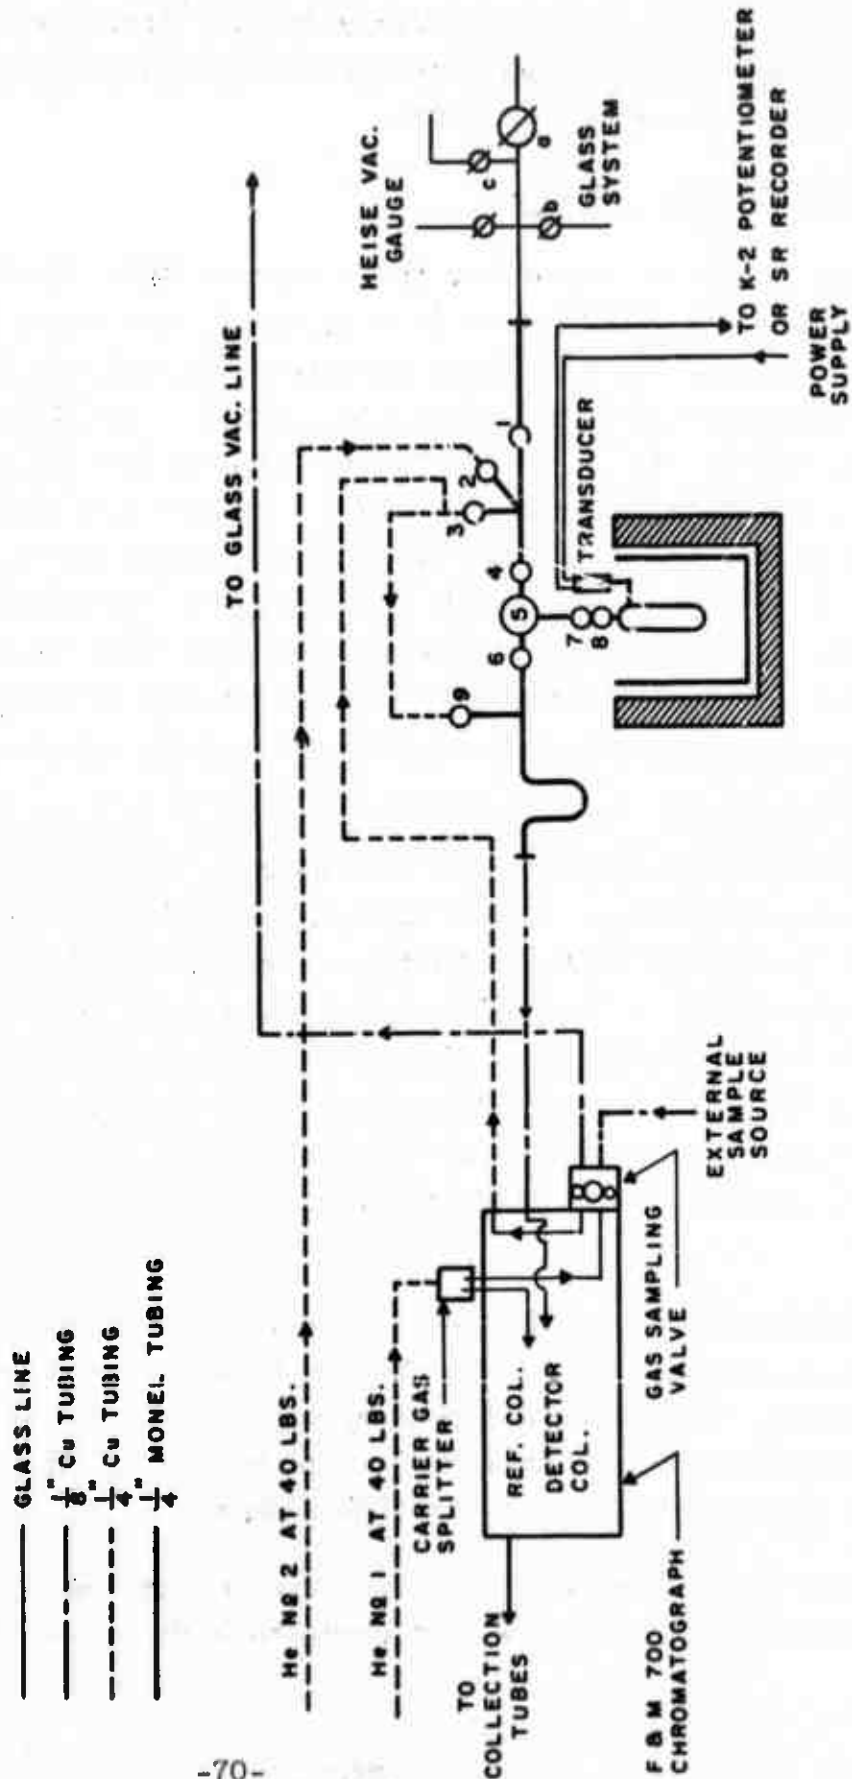 GLASS LINE
1/8" Cu TUBING
1/4" Cu TUBING
1/4" MONEL TUBING
He Nº 2 AT 40 LBS.
He Nº 1 AT 40 LBS.
CARRIER GAS
SPLITTER
TO
COLLECTION
TUBES
REF. COL.
DETECTOR
COL.
F & M 700
CHROMATOGRAPH
GAS SAMPLING
VALVE
EXTERNAL
SAMPLE
SOURCE
TO GLASS VAC. LINE
9
6
5
4
3
2
1
7
8
TRANSDUCER
HEISE VAC.
GAUGE
c
a
b
GLASS
SYSTEM
TO K-2 POTENTIOMETER
OR SR RECORDER
POWER
SUPPLY
-70-